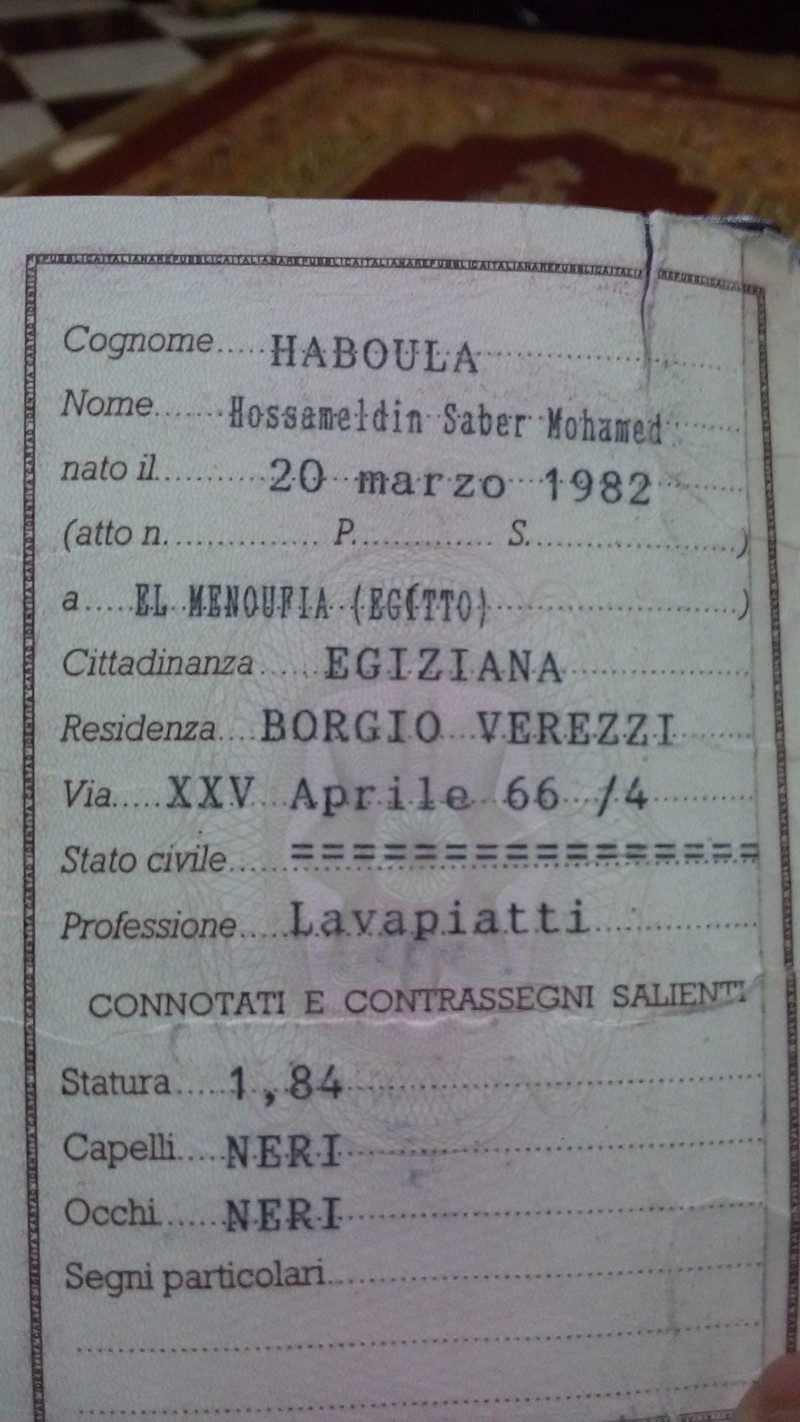 REPUBBLICAITALIANAREPUBBLICAITALIANAREPUBBLICAITALIANAREPUBBLICAITALIANAREPUBBLICAITALIANA
Cognome.....HABOULA
Nome.......Hossameldin Saber Mohamed
nato il..........20 marzo 1982
(atto n............... P............. S....................)
a.....EL MENOUFIA (EGITTO)....................)
Cittadinanza.....EGIZIANA
Residenza....BORGIO VEREZZI
Via.....XXV Aprile 66 /4
Stato civile......================
Professione.....Lavapiatti
CONNOTATI E CONTRASSEGNI SALIENTI
Statura.....1,84
Capelli.....NERI
Occhi......NERI
Segni particolari